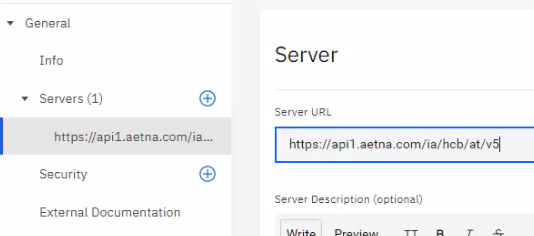 General
Info
Servers (1)
https://api1.aetna.com/ia...
Security
External Documentation
Server
Server URL
https://api1.aetna.com/ia/hcb/at/v5
Server Description (optional)
Write Preview TT B I S